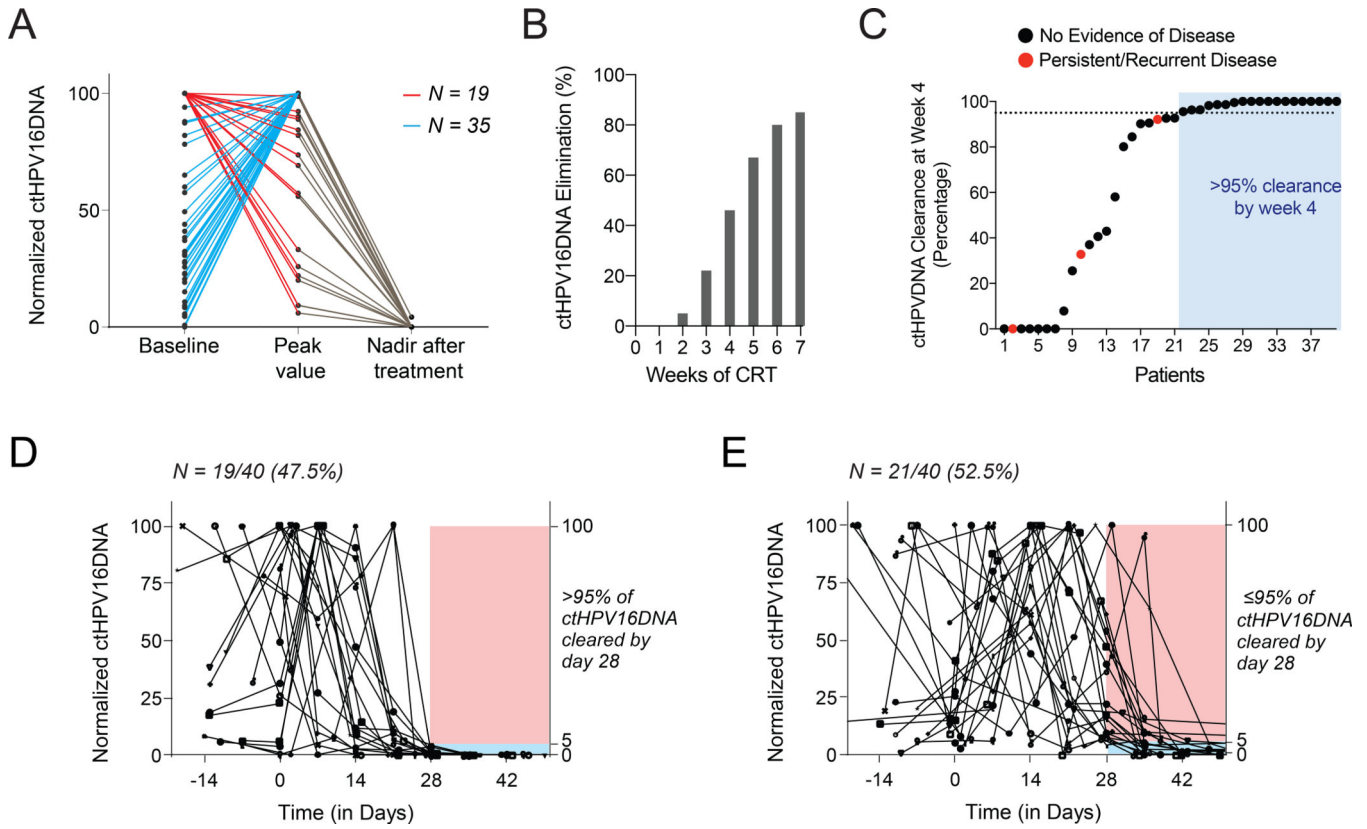 A
Normalized ctHPV16DNA
100
50
0
N = 19
N = 35
Baseline
Peak
value
Nadir after
treatment
B
ctHPV16DNA Elimination (%)
100
80
60
40
20
0
0 1 2 3 4 5 6 7
Weeks of CRT
C
No Evidence of Disease
Persistent/Recurrent Disease
ctHPVDNA Clearance at Week 4
(Percentage)
100
80
60
40
20
0
>95% clearance
by week 4
1 5 9 13 17 21 25 29 33 37
Patients
D
N = 19/40 (47.5%)
Normalized ctHPV16DNA
100
75
50
25
0
100
5
0
>95% of
ctHPV16DNA
cleared by
day 28
-14 0 14 28 42
Time (in Days)
E
N = 21/40 (52.5%)
Normalized ctHPV16DNA
100
75
50
25
0
100
5
0
≤95% of
ctHPV16DNA
cleared by
day 28
-14 0 14 28 42
Time (in Days)